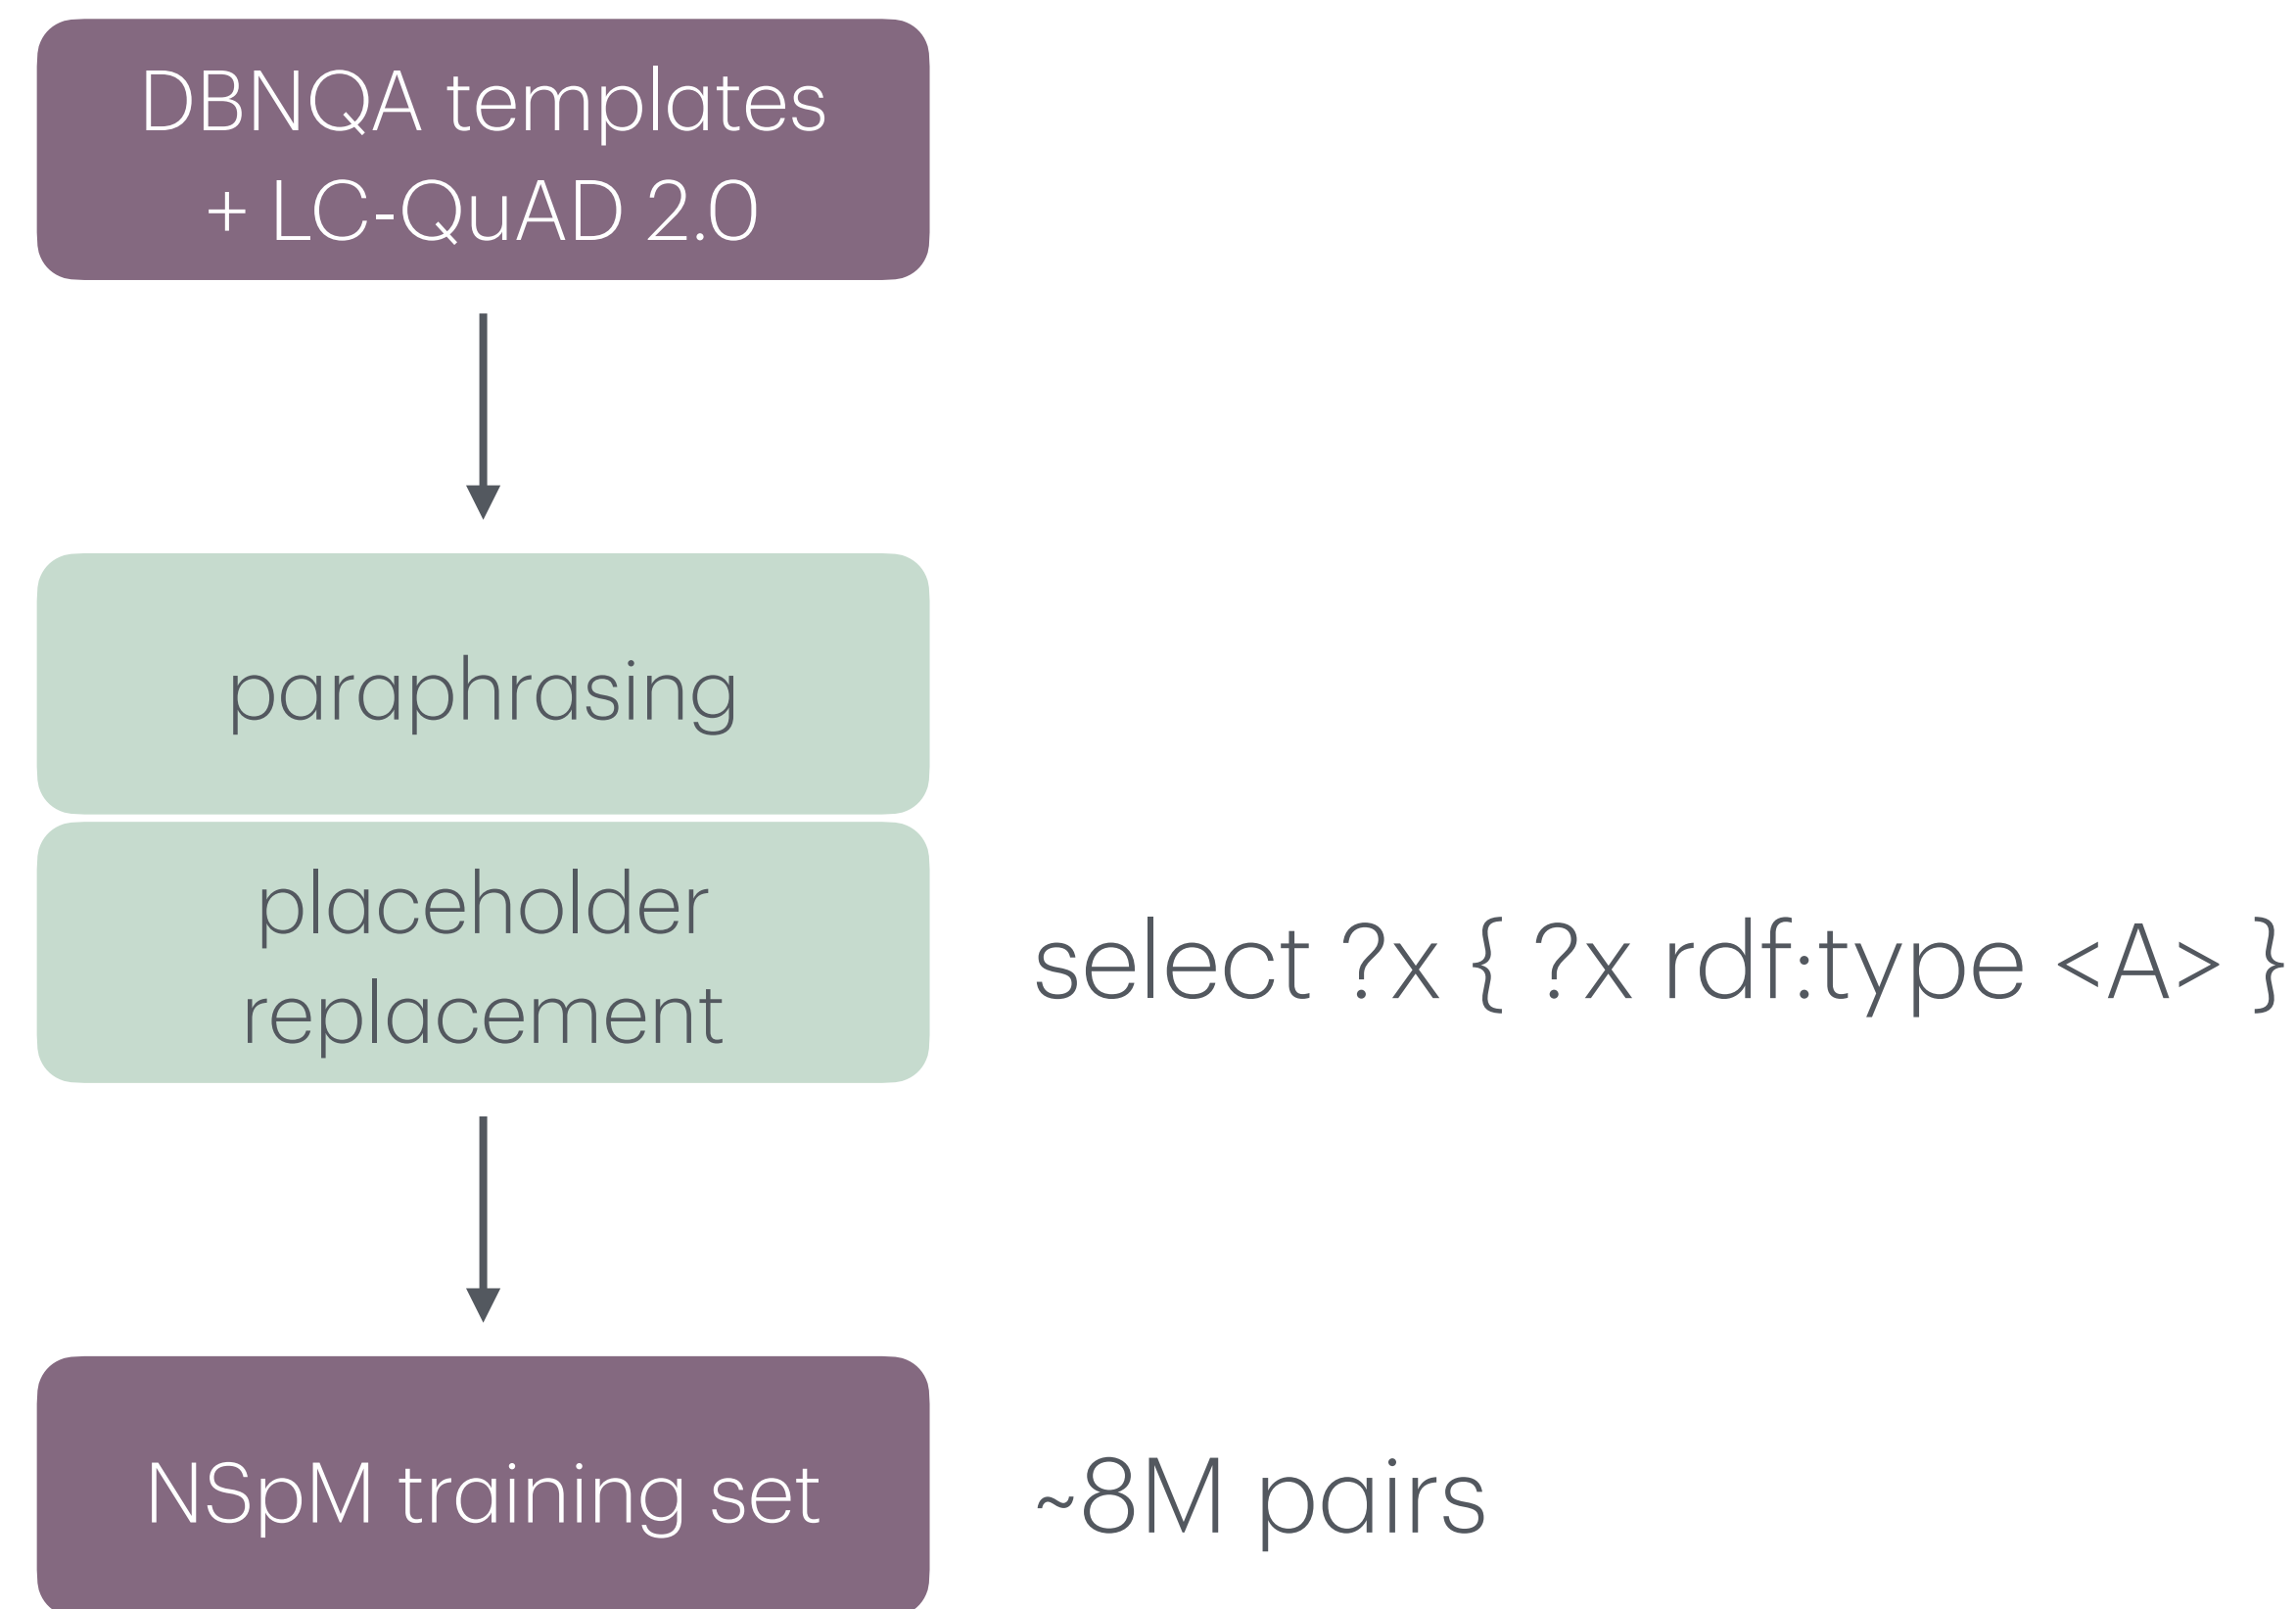 DBNQA templates
+ LC-QuAD 2.0
paraphrasing
placeholder
replacement
select ?x { ?x rdf:type <A> }
NSpM training set
~8M pairs